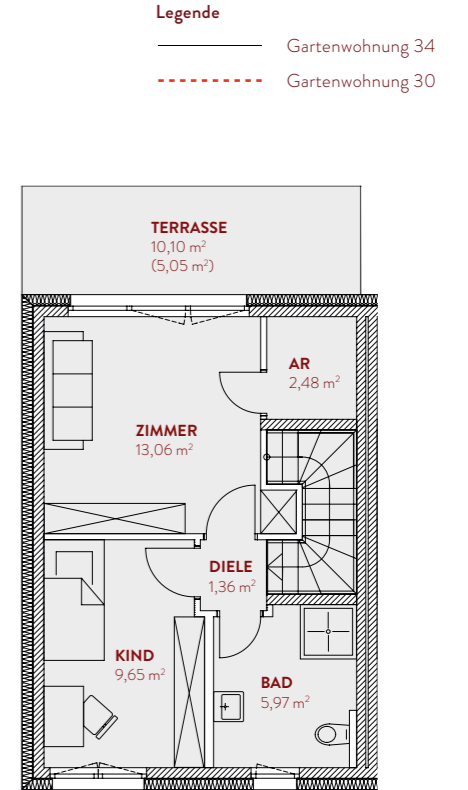 Legende
Gartenwohnung 34
Gartenwohnung 30
TERRASSE
10,10 m²
(5,05 m²)
AR
2,48 m²
ZIMMER
13,06 m²
DIELE
1,36 m²
KIND
9,65 m²
BAD
5,97 m²